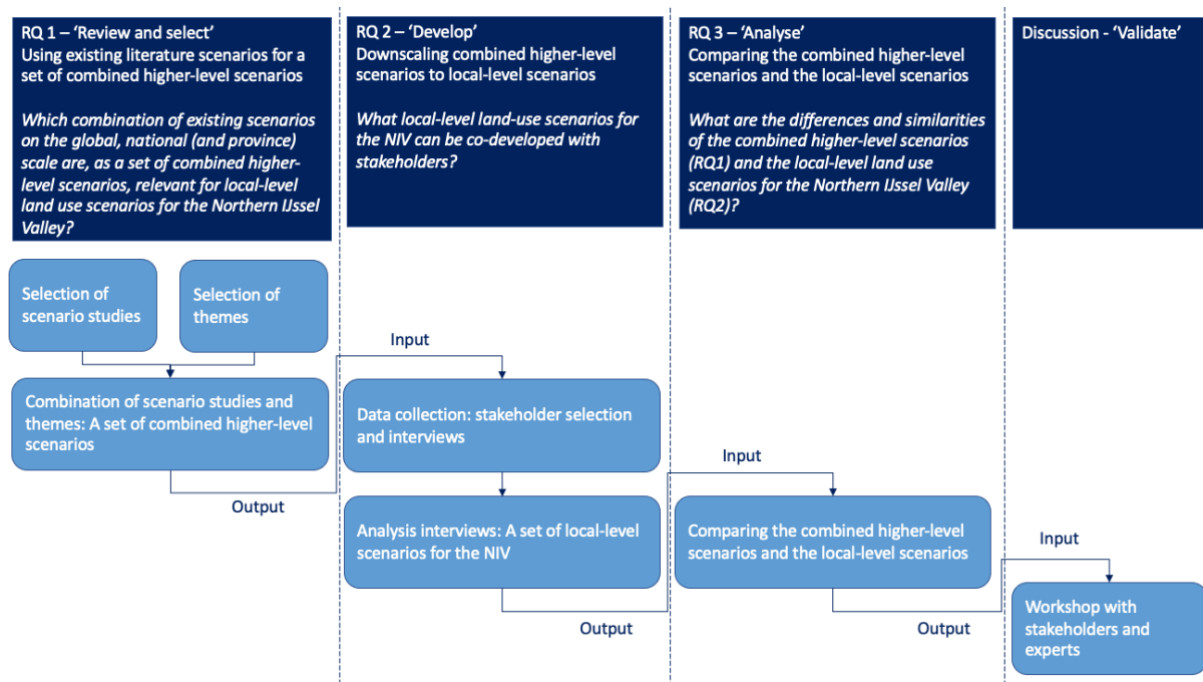 RQ 1 – ‘Review and select’
Using existing literature scenarios for a
set of combined higher-level scenarios
Which combination of existing scenarios
on the global, national (and province)
scale are, as a set of combined higher-
level scenarios, relevant for local-level
land use scenarios for the Northern IJssel
Valley?
RQ 2 – ‘Develop’
Downscaling combined higher-level
scenarios to local-level scenarios
What local-level land-use scenarios for
the NIV can be co-developed with
stakeholders?
RQ 3 – ‘Analyse’
Comparing the combined higher-level
scenarios and the local-level scenarios
What are the differences and similarities
of the combined higher-level scenarios
(RQ1) and the local-level land use
scenarios for the Northern IJssel Valley
(RQ2)?
Discussion - ‘Validate’
Selection of
scenario studies
Selection of
themes
Combination of scenario studies and
themes: A set of combined higher-level
scenarios
Output
Input
Data collection: stakeholder selection
and interviews
Analysis interviews: A set of local-level
scenarios for the NIV
Output
Input
Comparing the combined higher-level
scenarios and the local-level scenarios
Output
Input
Workshop with
stakeholders and
experts